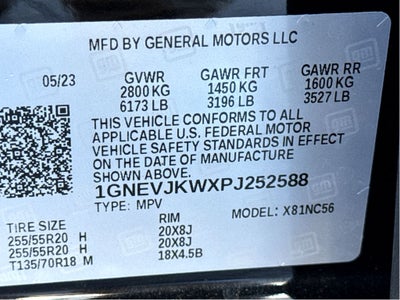 MFD BY GENERAL MOTORS LLC
05/23 GVWR GAWR FRT GAWR RR
2800 KG 1450 KG 1600 KG
6173 LB 3196 LB 3527 LB
THIS VEHICLE CONFORMS TO ALL
APPLICABLE U.S. FEDERAL MOTOR
VEHICLE SAFETY STANDARDS IN EFFECT
ON THE DATE OF MANUFACTURE
SHOWN ABOVE.
1GNEVJKWXPJ252588
TYPE: MPV MODEL: X81NC56
TIRE SIZE RIM
255/55R20 H 20X8J
255/55R20 H 20X8J
T135/70R18 M 18X4.5B